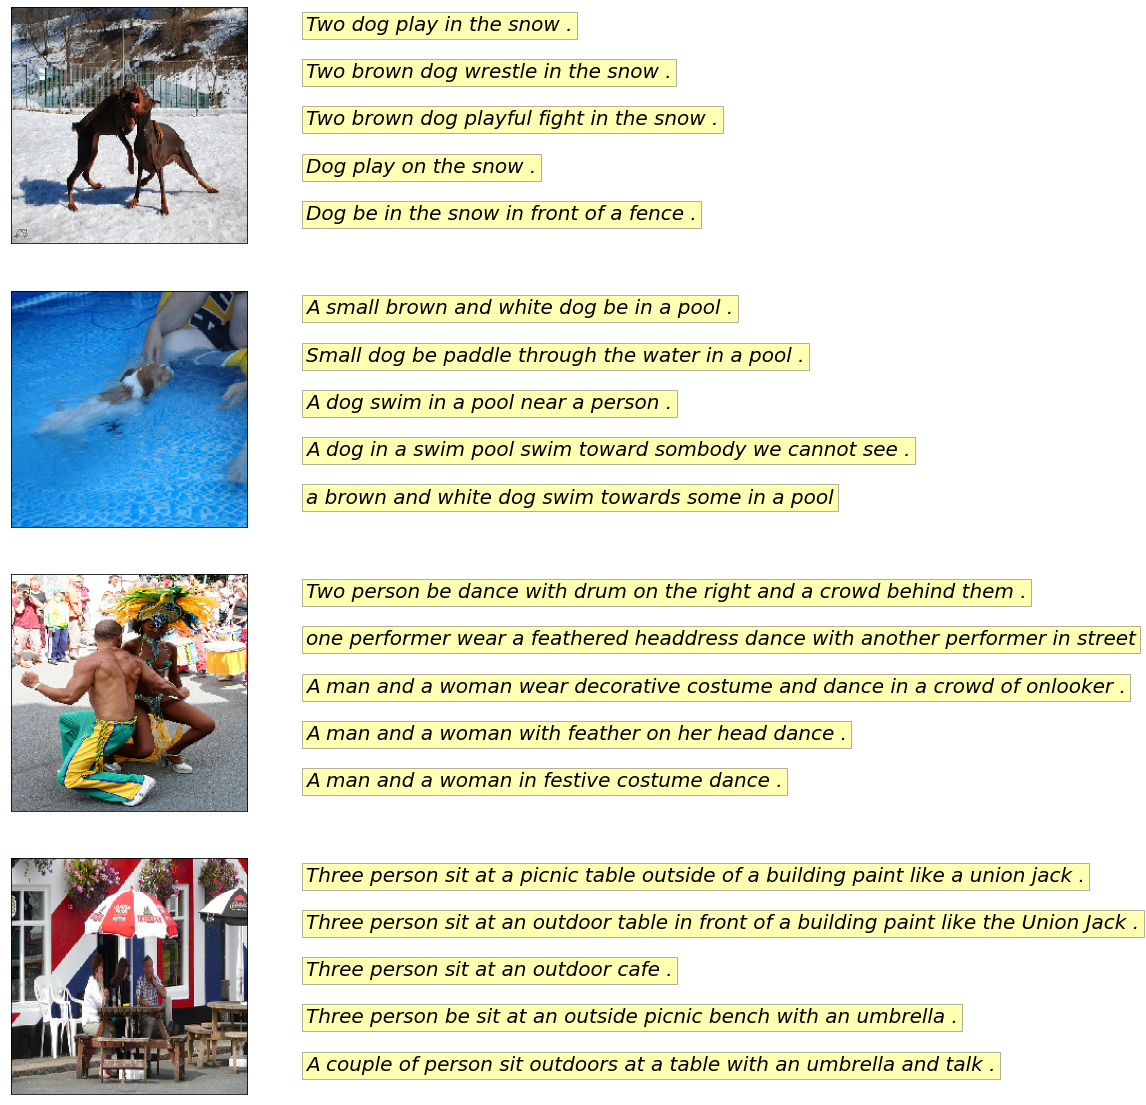 Two dog play in the snow .
Two brown dog wrestle in the snow .
Two brown dog playful fight in the snow .
Dog play on the snow .
Dog be in the snow in front of a fence .
A small brown and white dog be in a pool .
Small dog be paddle through the water in a pool .
A dog swim in a pool near a person .
A dog in a swim pool swim toward sombody we cannot see .
a brown and white dog swim towards some in a pool
Two person be dance with drum on the right and a crowd behind them .
one performer wear a feathered headdress dance with another performer in street
A man and a woman wear decorative costume and dance in a crowd of onlooker .
A man and a woman with feather on her head dance .
A man and a woman in festive costume dance .
Three person sit at a picnic table outside of a building paint like a union jack .
Three person sit at an outdoor table in front of a building paint like the Union Jack .
Three person sit at an outdoor cafe .
Three person be sit at an outside picnic bench with an umbrella .
A couple of person sit outdoors at a table with an umbrella and talk .